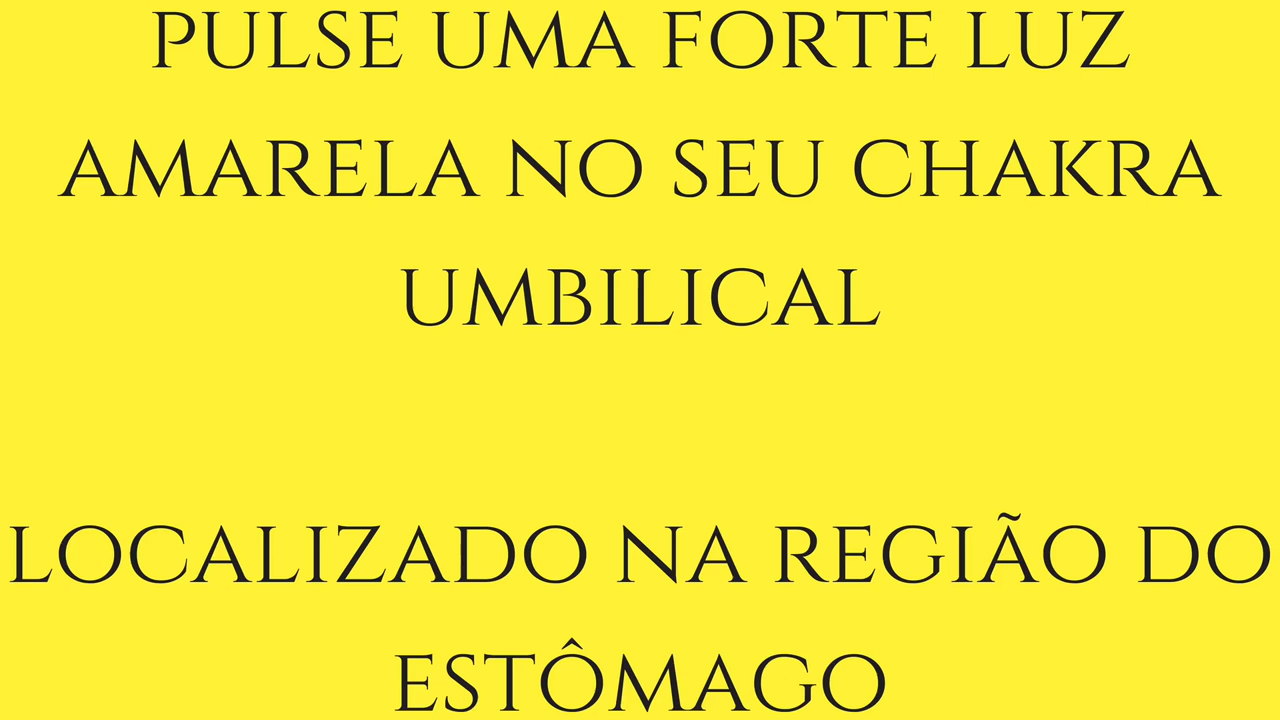 PULSE UMA FORTE LUZ
AMARELA NO SEU CHAKRA
UMBILICAL
LOCALIZADO NA REGIÃO DO
ESTÔMAGO